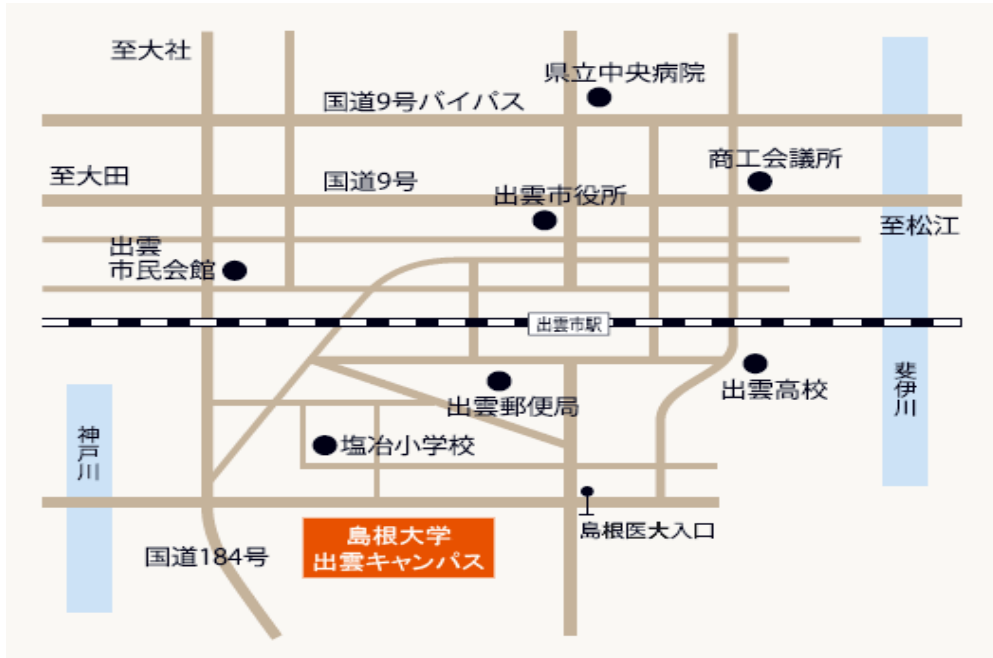 至大社
県立中央病院
国道9号バイパス
商工会議所
至大田
国道9号
出雲市役所
至松江
出雲
市民会館
出雲市駅
斐伊川
出雲高校
出雲郵便局
神戸川
塩冶小学校
島根医大入口
島根大学
出雲キャンパス
国道184号